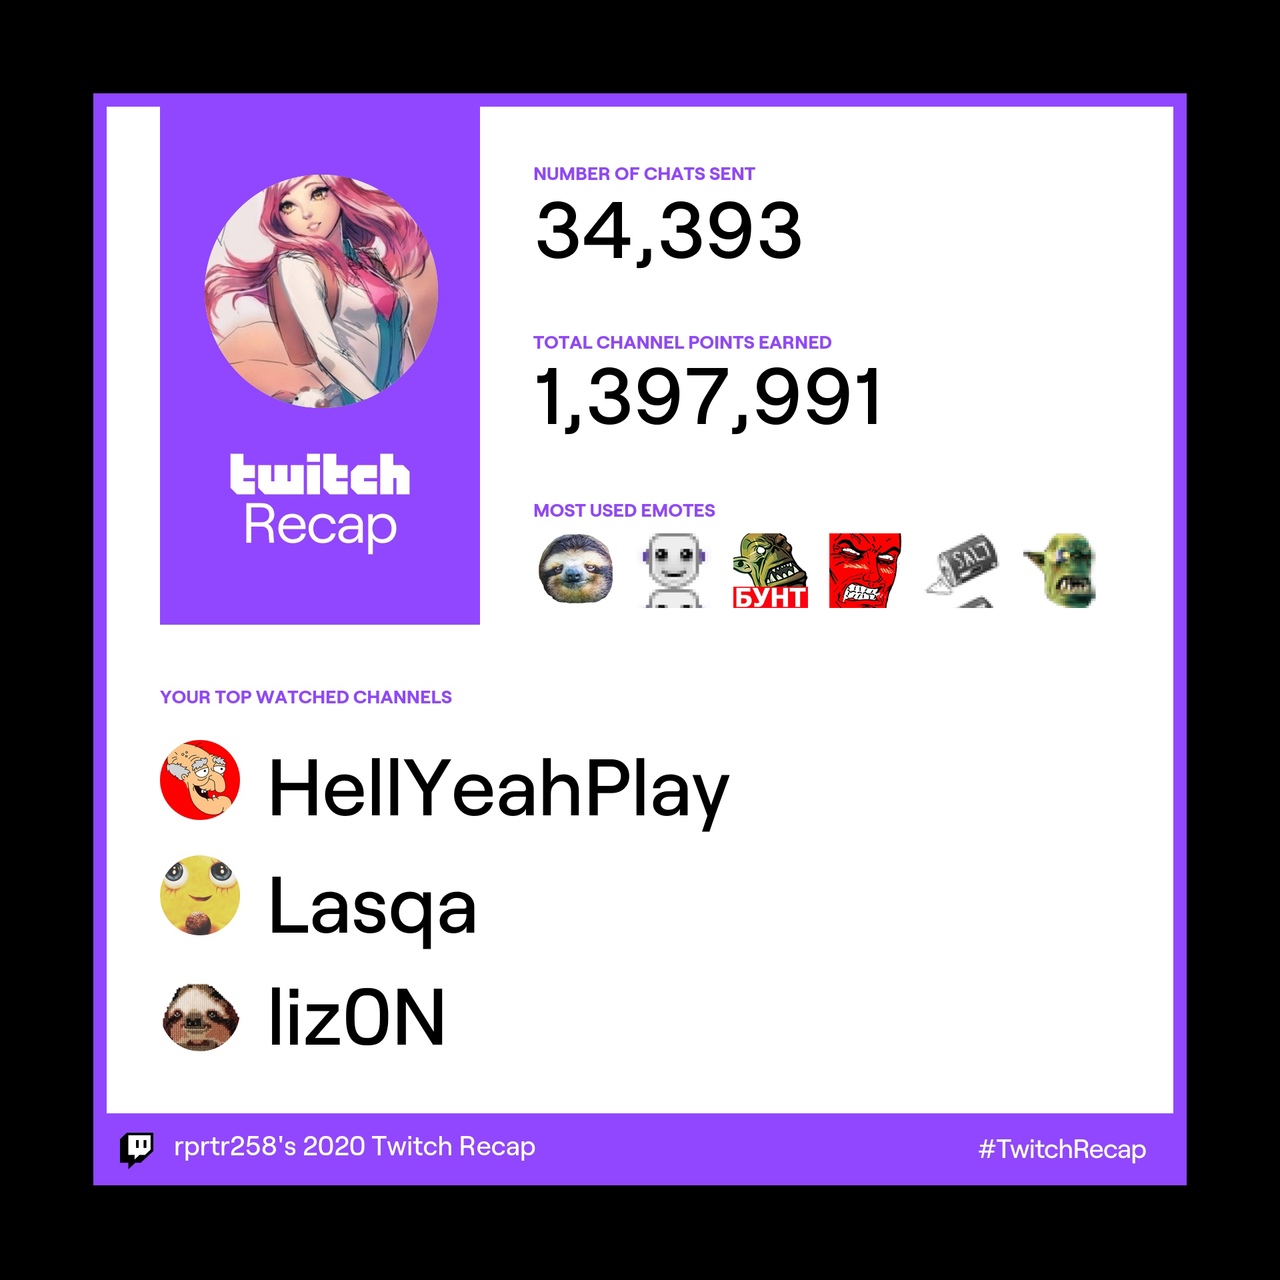 twitch
Recap
NUMBER OF CHATS SENT
34,393
TOTAL CHANNEL POINTS EARNED
1,397,991
MOST USED EMOTES
БУНТ
SALT
YOUR TOP WATCHED CHANNELS
HellYeahPlay
Lasqa
liz0N
rprtr258's 2020 Twitch Recap
#TwitchRecap